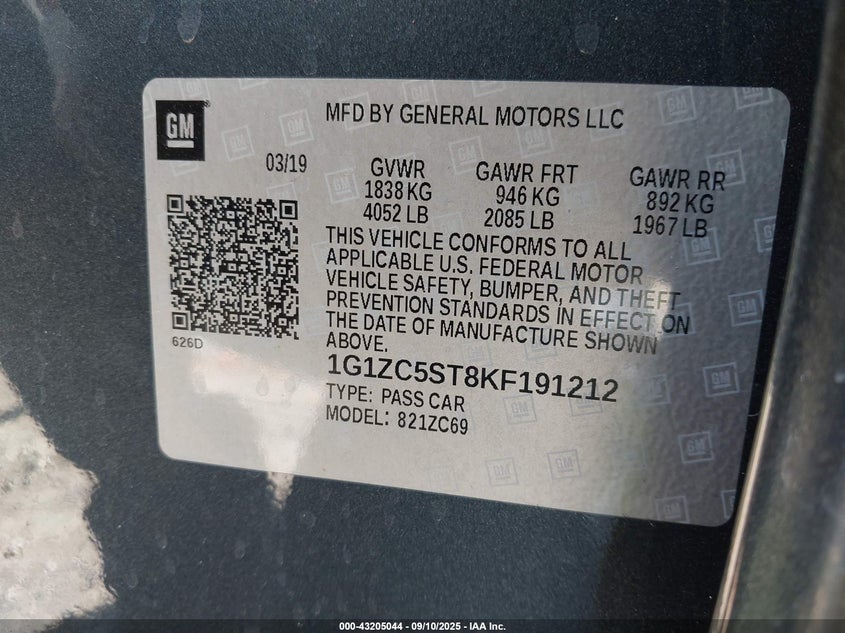 GM
MFD BY GENERAL MOTORS LLC
03/19
GVWR GAWR FRT GAWR RR
1838 KG 946 KG 892 KG
4052 LB 2085 LB 1967 LB
THIS VEHICLE CONFORMS TO ALL
APPLICABLE U.S. FEDERAL MOTOR
VEHICLE SAFETY, BUMPER, AND THEFT
PREVENTION STANDARDS IN EFFECT ON
THE DATE OF MANUFACTURE SHOWN
ABOVE.
626D
1G1ZC5ST8KF191212
TYPE: PASS CAR
MODEL: 821ZC69
000-43205044 - 09/10/2025 - IAA Inc.